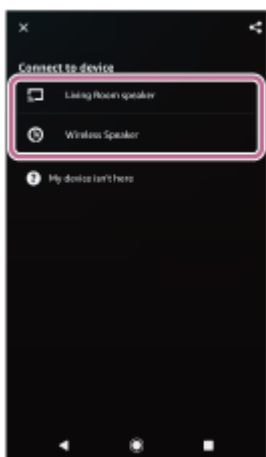 Connect to device
Living Room speaker
Wireless Speaker
My device isn't here